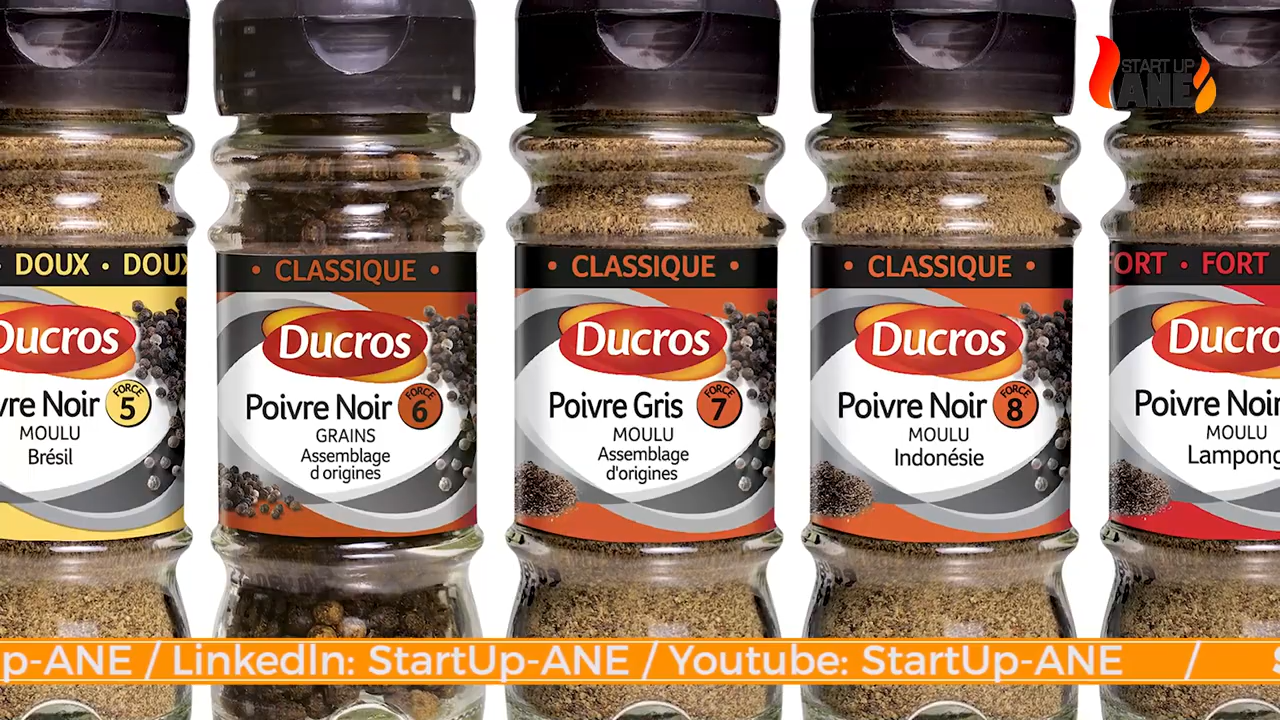 START UP
ANE
DOUX • DOUX
Ducros
vre Noir
FORCE
5
MOULU
Brésil
• CLASSIQUE •
Ducros
Poivre Noir
FORCE
6
GRAINS
Assemblage
d origines
• CLASSIQUE •
Ducros
Poivre Gris
FORCE
7
MOULU
Assemblage
d'origines
• CLASSIQUE •
Ducros
Poivre Noir
FORCE
8
MOULU
Indonésie
ORT • FORT
Ducro
Poivre Noir
MOULU
Lampong
p-ANE / LinkedIn: StartUp-ANE / Youtube: StartUp-ANE /